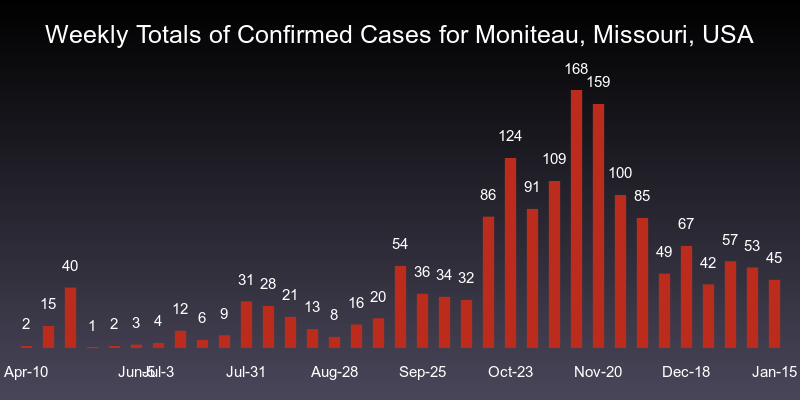 Weekly Totals of Confirmed Cases for Moniteau, Missouri, USA
2 15 40 1 2 3 4 12 6 9 31 28 21 13 8 16 20 54 36 34 32 86 124 91 109 168 159 100 85 49 67 42 57 53 45
Apr-10 Jun-5 Jul-3 Jul-31 Aug-28 Sep-25 Oct-23 Nov-20 Dec-18 Jan-15